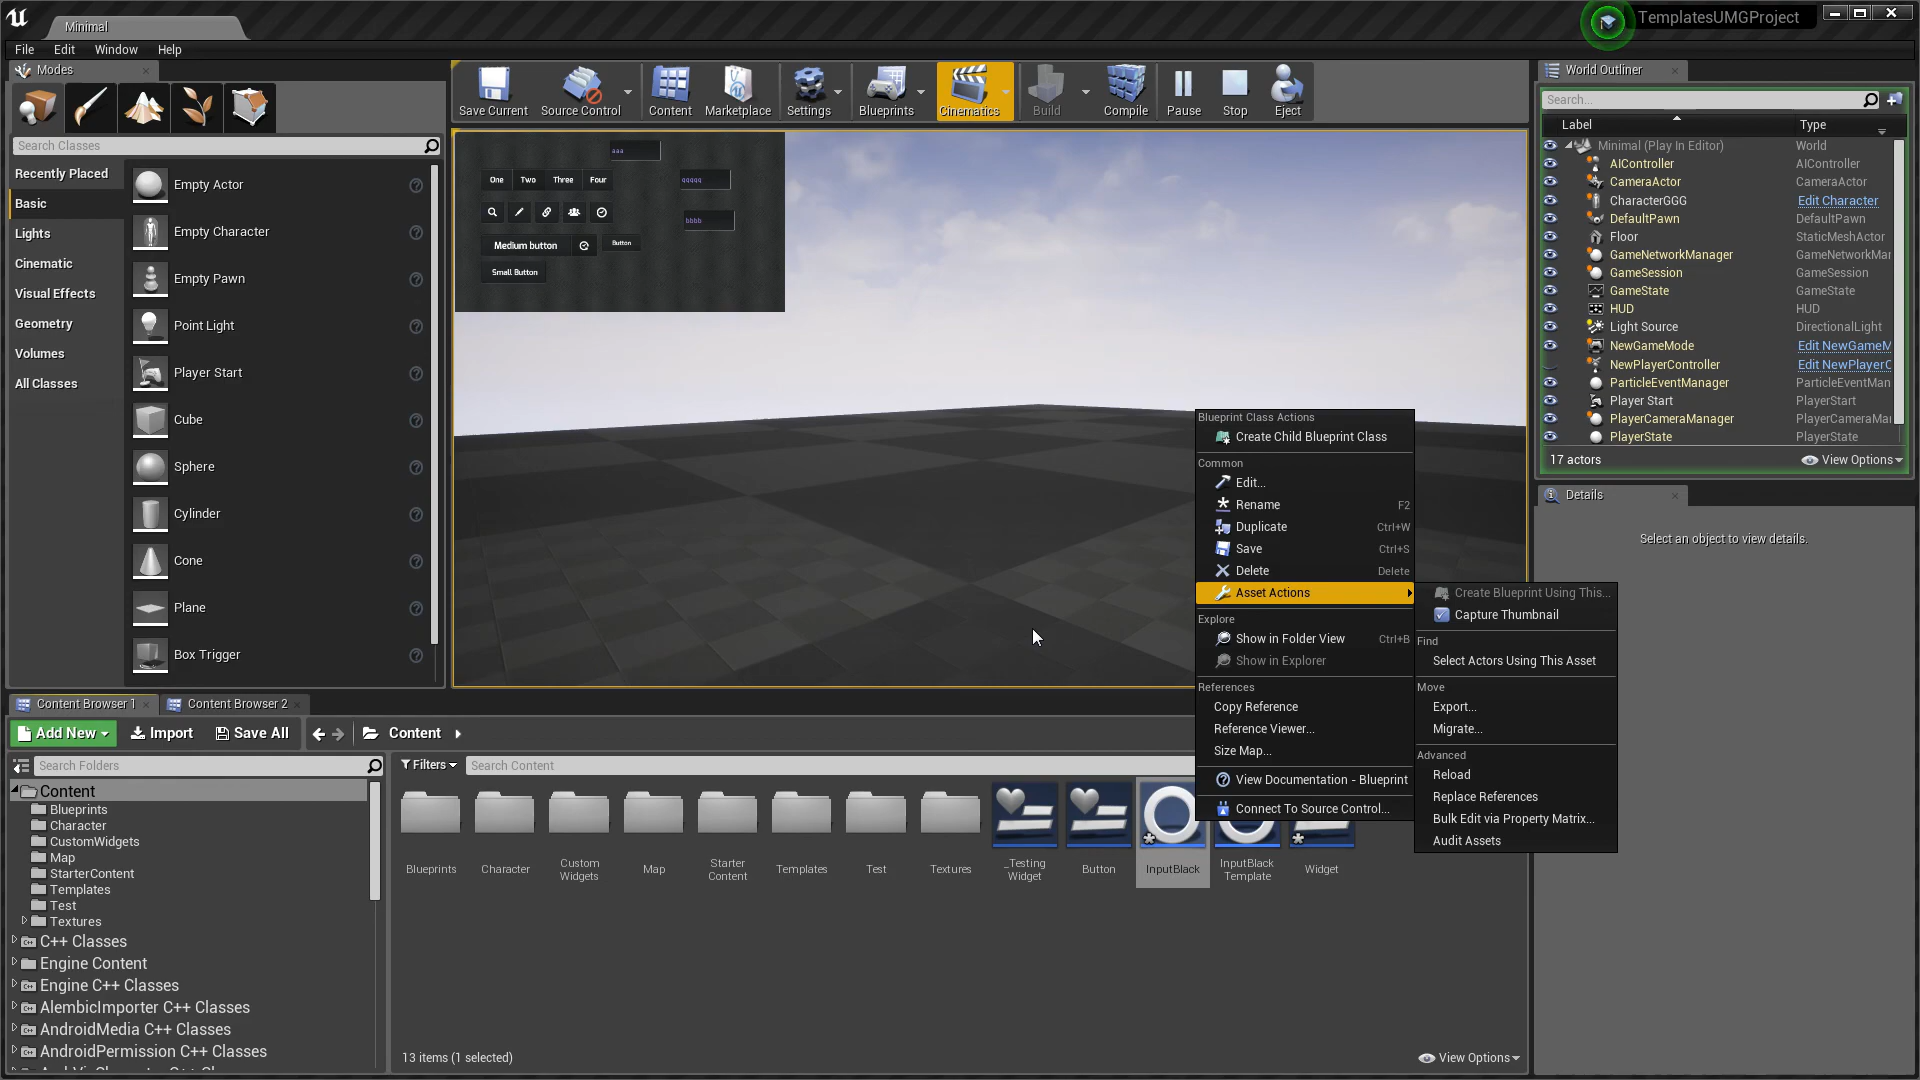 Minimal
TemplatesUMGProject
File
Edit
Window
Help
Modes
Save Current
Source Control
Content
Marketplace
Settings
Blueprints
Cinematics
Build
Compile
Pause
Stop
Eject
Search Classes
Recently Placed
Basic
Lights
Cinematic
Visual Effects
Geometry
Volumes
All Classes
Empty Actor
Empty Character
Empty Pawn
Point Light
Player Start
Cube
Sphere
Cylinder
Cone
Plane
Box Trigger
aaa
One
Two
Three
Four
qqqqq
bbbb
Medium button
Button
Small Button
World Outliner
Search...
Label
Type
Minimal (Play In Editor)
World
AIController
AIController
CameraActor
CameraActor
CharacterGGG
Edit Character
DefaultPawn
DefaultPawn
Floor
StaticMeshActor
GameNetworkManager
GameNetworkMar
GameSession
GameSession
GameState
GameState
HUD
HUD
Light Source
DirectionalLight
NewGameMode
Edit NewGameM
NewPlayerController
Edit NewPlayerC
ParticleEventManager
ParticleEventMan
Player Start
PlayerStart
PlayerCameraManager
PlayerCameraMa
PlayerState
PlayerState
17 actors
View Options
Details
Select an object to view details.
Blueprint Class Actions
Create Child Blueprint Class
Common
Edit...
Rename F2
Duplicate Ctrl+W
Save Ctrl+S
Delete Delete
Asset Actions
Explore
Show in Folder View Ctrl+B
Show in Explorer
References
Copy Reference
Reference Viewer...
Size Map...
View Documentation - Blueprint
Connect To Source Control...
Create Blueprint Using This...
Capture Thumbnail
Find
Select Actors Using This Asset
Move
Export...
Migrate...
Advanced
Reload
Replace References
Bulk Edit via Property Matrix...
Audit Assets
Content Browser 1
Content Browser 2
Add New
Import
Save All
Content
Search Folders
Filters
Search Content
Content
Blueprints
Character
CustomWidgets
Map
StarterContent
Templates
Test
Textures
C++ Classes
Engine Content
Engine C++ Classes
AlembicImporter C++ Classes
AndroidMedia C++ Classes
AndroidPermission C++ Classes
Blueprints
Character
Custom
Widgets
Map
Starter
Content
Templates
Test
Textures
_Testing
Widget
Button
InputBlack
InputBlack
Template
Widget
13 items (1 selected)
View Options